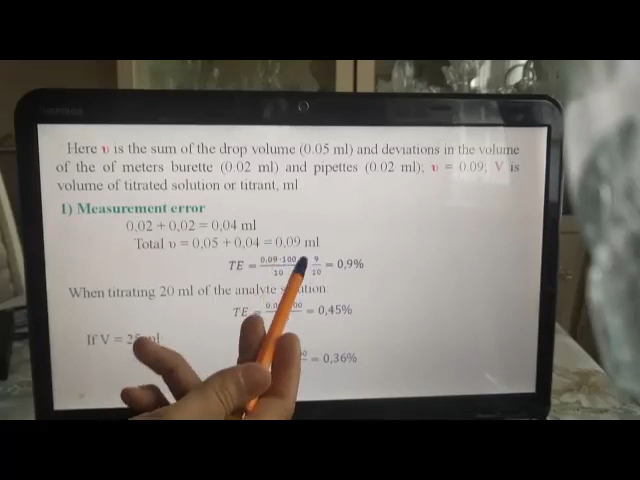 Here υ is the sum of the drop volume (0.05 ml) and deviations in the volume
of the of meters burette (0.02 ml) and pipettes (0.02 ml); υ = 0.09; V is
volume of titrated solution or titrant, ml
1) Measurement error
0,02 + 0,02 = 0,04 ml
Total υ = 0,05 + 0,04 = 0,09 ml
TE = 0,09·100 / 10 9 / 10 = 0,9%
When titrating 20 ml of the analyte
TE = 0,45%
If V =
= 0,36%